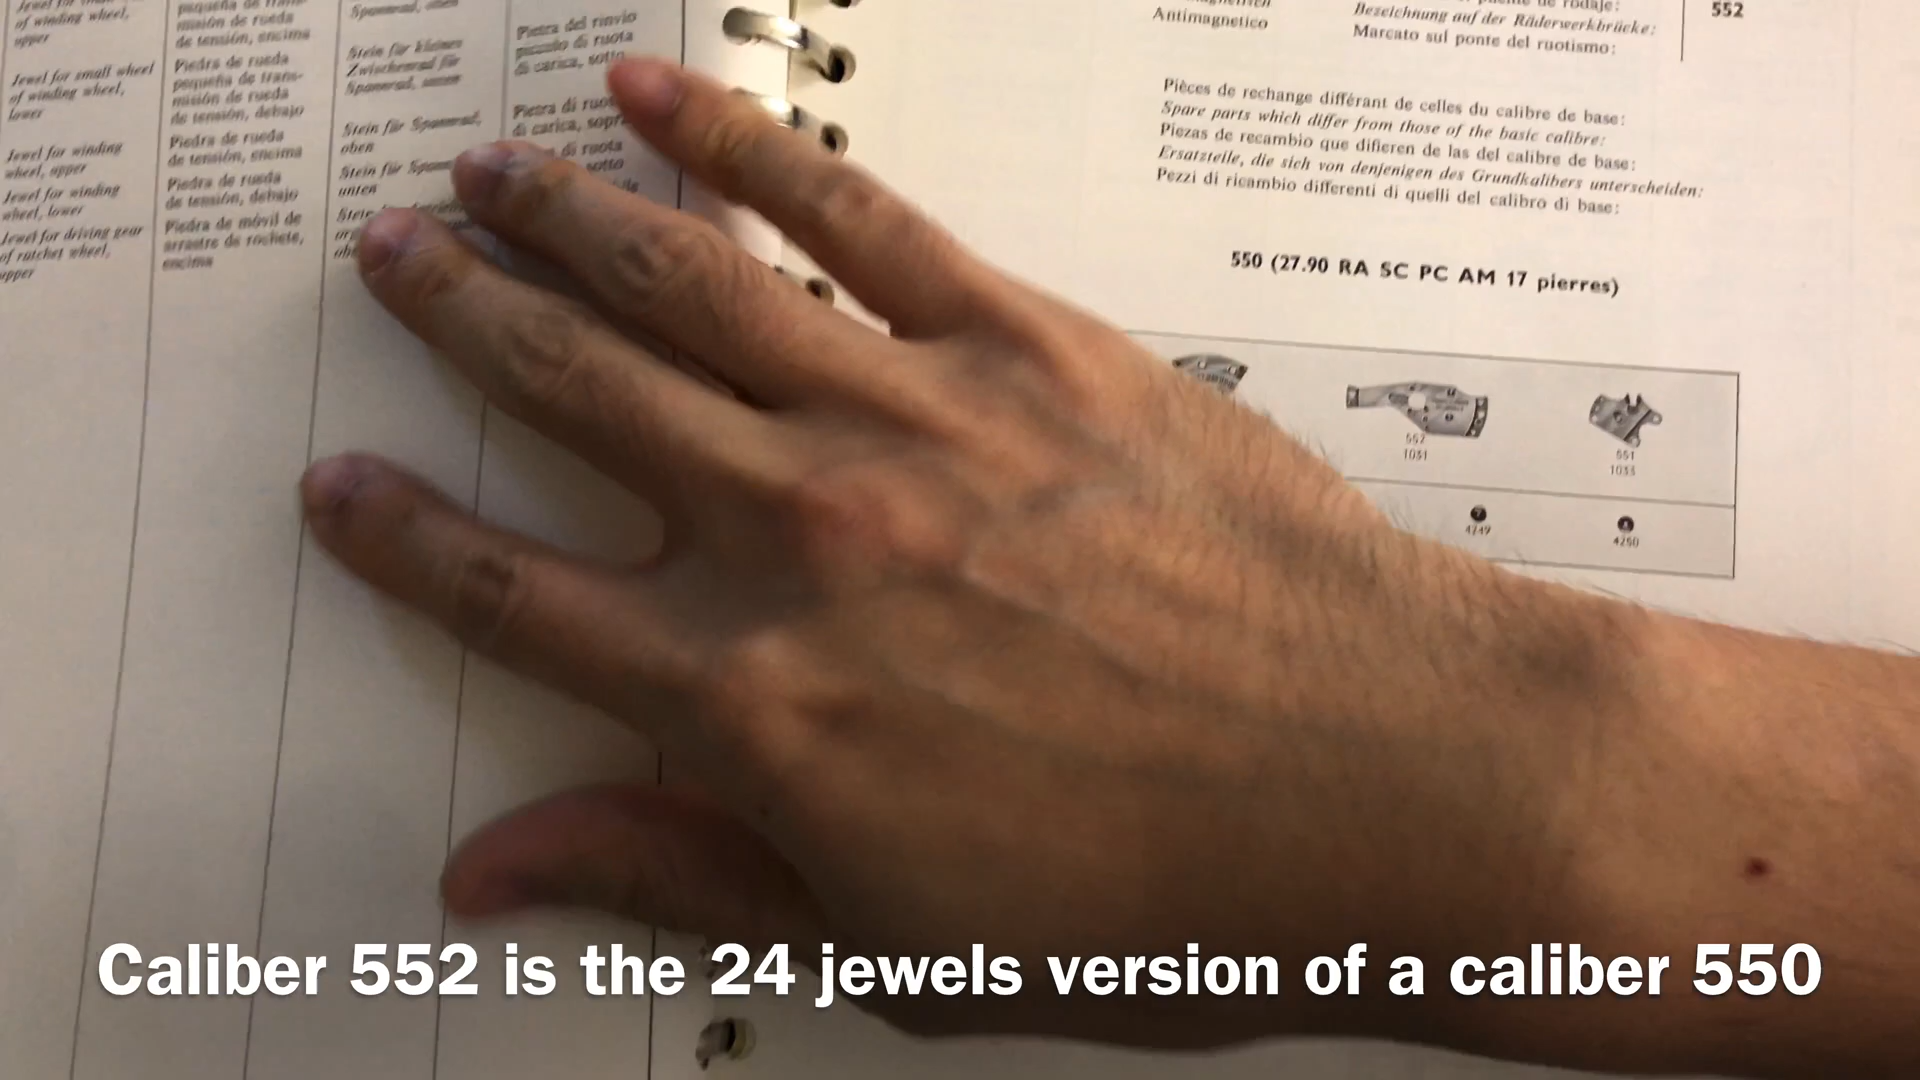 of winding wheel,
upper
Jewel for small wheel
of winding wheel,
lower
Jewel for winding
wheel, upper
Jewel for winding
wheel, lower
Jewel for driving gear
of ratchet wheel,
upper
misión de rueda
de tensión, encima
Piedra de rueda
pequeña de trans-
misión de rueda
de tensión, debajo
Piedra de rueda
de tensión, encima
Piedra de rueda
de tensión, debajo
Piedra de móvil de
arrastre de rochete,
encima
Stein für kleines
Zwischenrad für
Spannrad, unten
Stein für Spannrad,
oben
Stein für
unten
Pietra del rinvio
piccolo di ruota
di carica, sotto
Pietra di
di carica,
di ruota
sotto
Antimagnetico
552
Bezeichnung auf der Räderwerkbrücke:
Marcato sul ponte del ruotismo:
Pièces de rechange différant de celles du calibre de base:
Spare parts which differ from those of the basic calibre:
Piezas de recambio que difieren de las del calibre de base:
Ersatzteile, die sich von denjenigen des Grundkalibers unterscheiden:
Pezzi di ricambio differenti di quelli del calibro di base:
550 (27.90 RA SC PC AM 17 pierres)
552
1031
551
1033
4249
4250
Caliber 552 is the 24 jewels version of a caliber 550